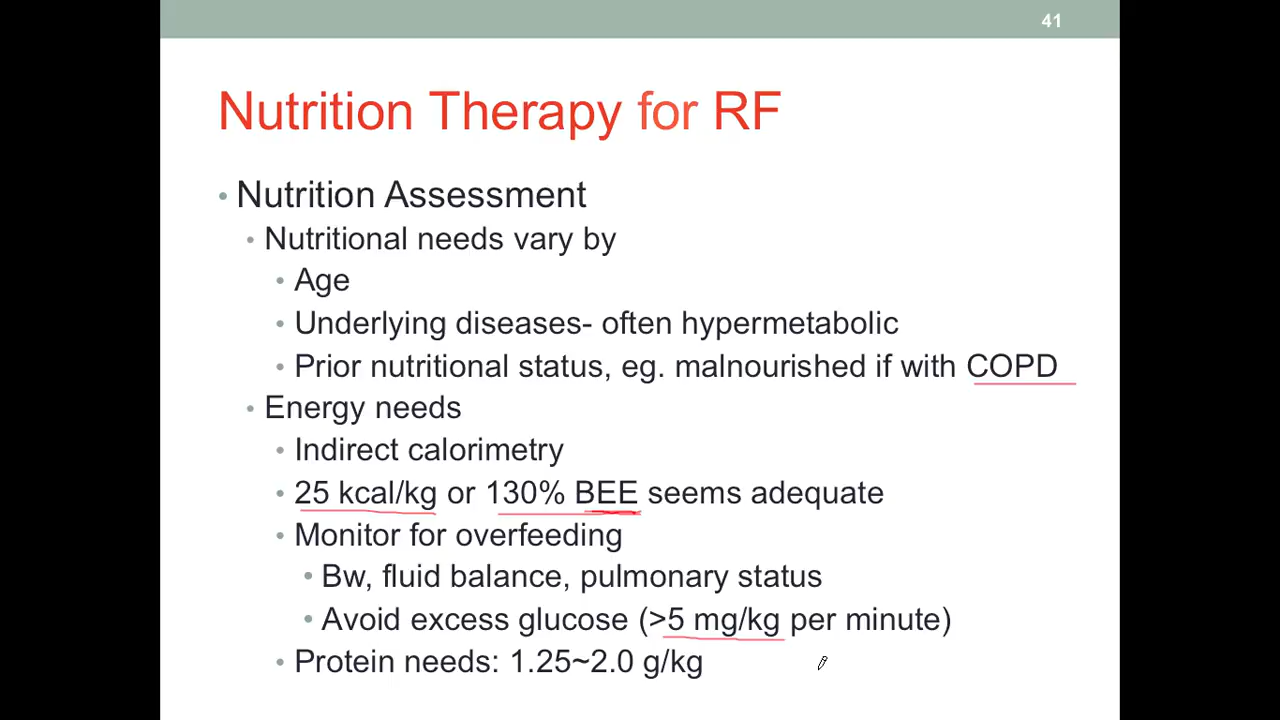 41
Nutrition Therapy for RF
• Nutrition Assessment
• Nutritional needs vary by
• Age
• Underlying diseases- often hypermetabolic
• Prior nutritional status, eg. malnourished if with COPD
• Energy needs
• Indirect calorimetry
• 25 kcal/kg or 130% BEE seems adequate
• Monitor for overfeeding
• Bw, fluid balance, pulmonary status
• Avoid excess glucose (>5 mg/kg per minute)
• Protein needs: 1.25~2.0 g/kg